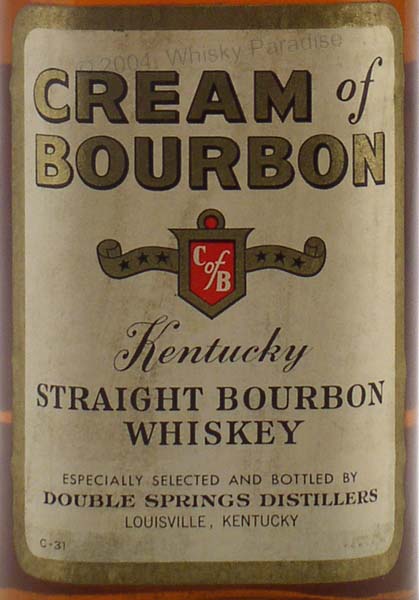 © 2004, Whisky Paradise
CREAM of
BOURBON
C of B
Kentucky
STRAIGHT BOURBON
WHISKEY
ESPECIALLY SELECTED AND BOTTLED BY
DOUBLE SPRINGS DISTILLERS
LOUISVILLE, KENTUCKY
C-31